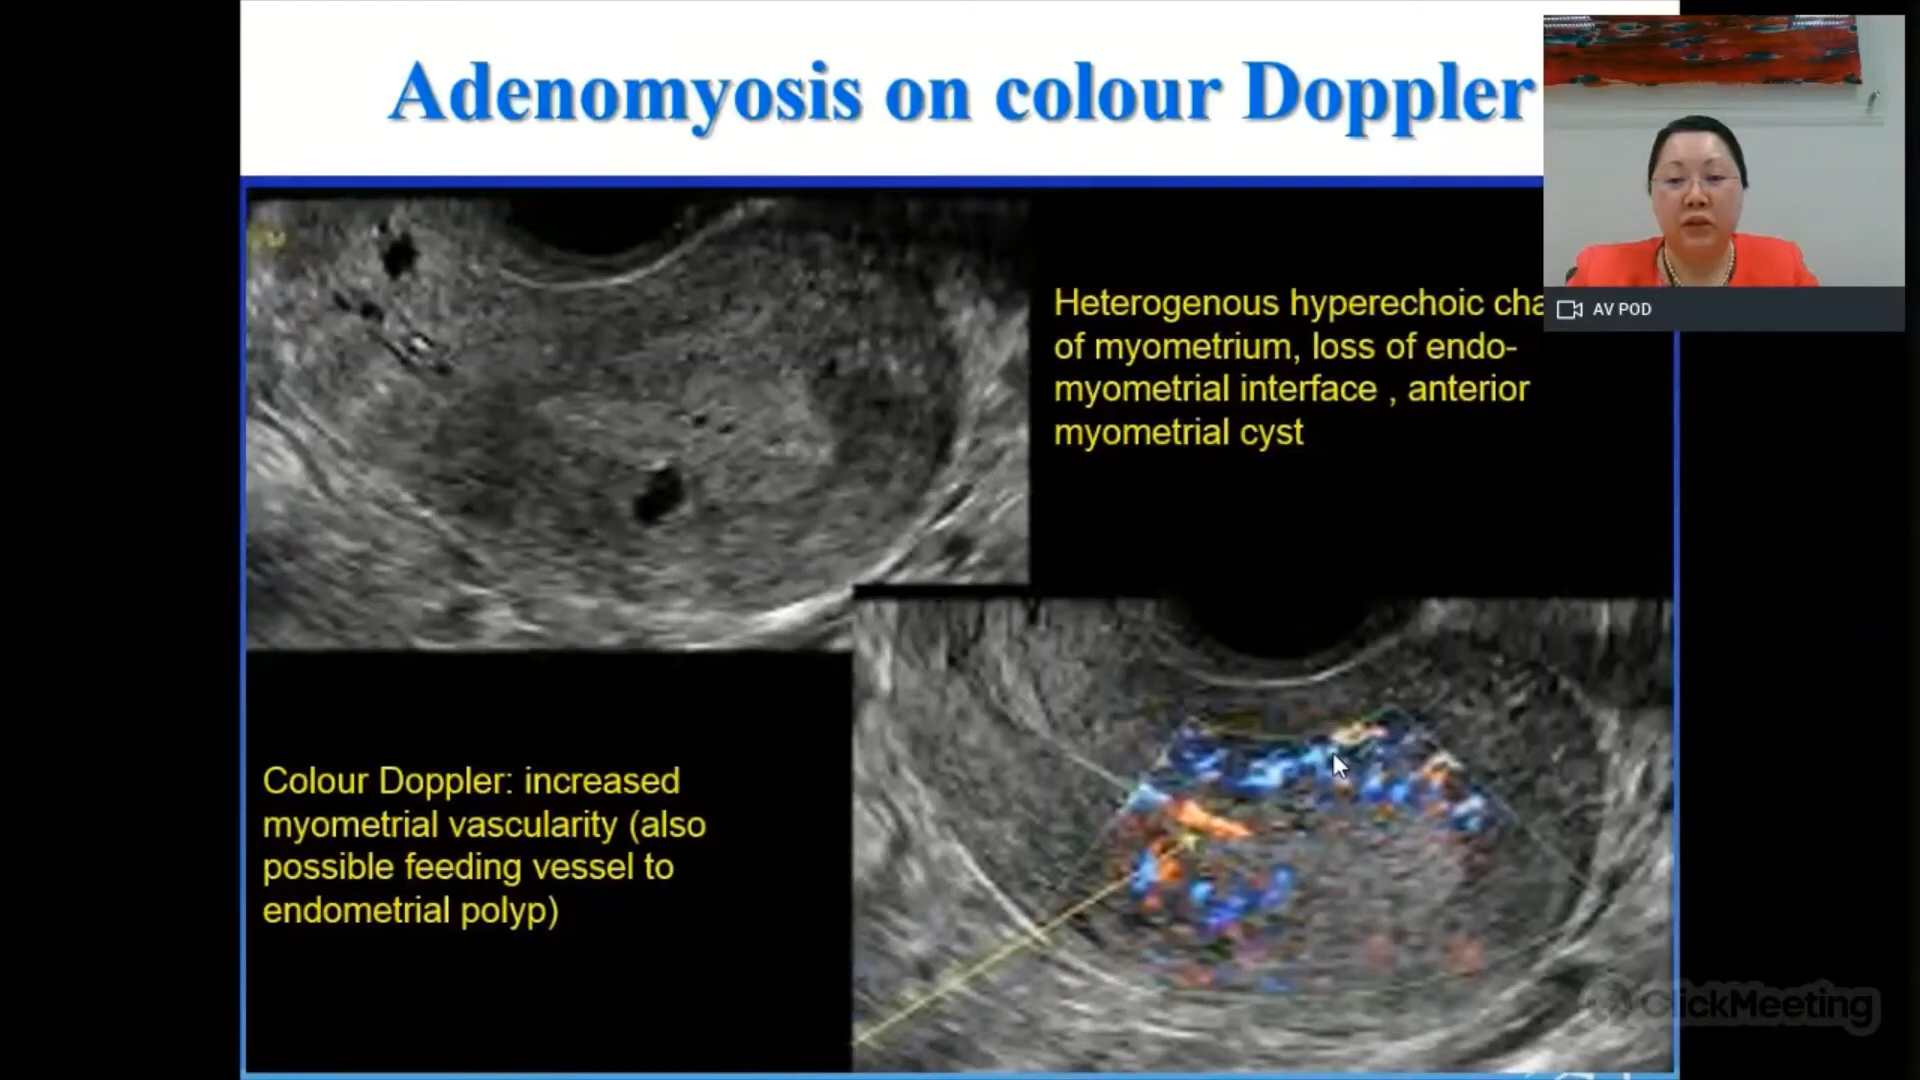 Adenomyosis on colour Doppler
AV POD
Heterogenous hyperechoic
of myometrium, loss of endo-
myometrial interface , anterior
myometrial cyst
Colour Doppler: increased
myometrial vascularity (also
possible feeding vessel to
endometrial polyp)
ClickMeeting